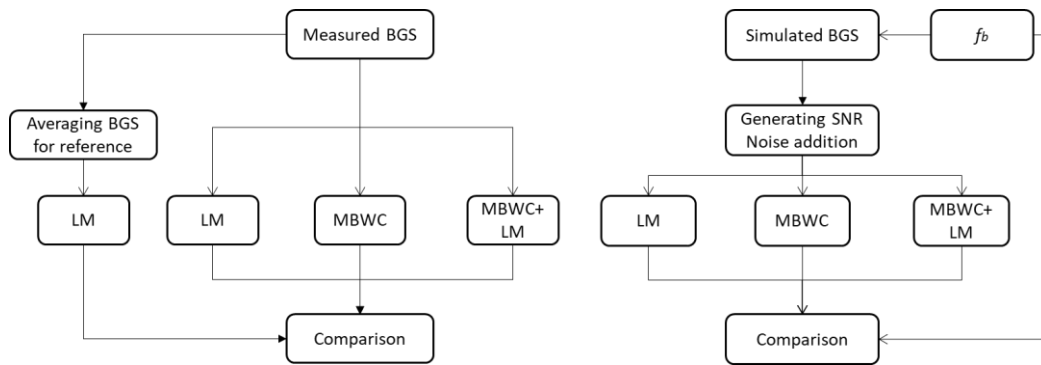 Measured BGS
Averaging BGS
for reference
LM
LM
MBWC
MBWC+
LM
Comparison
Simulated BGS
fb
Generating SNR
Noise addition
LM
MBWC
MBWC+
LM
Comparison